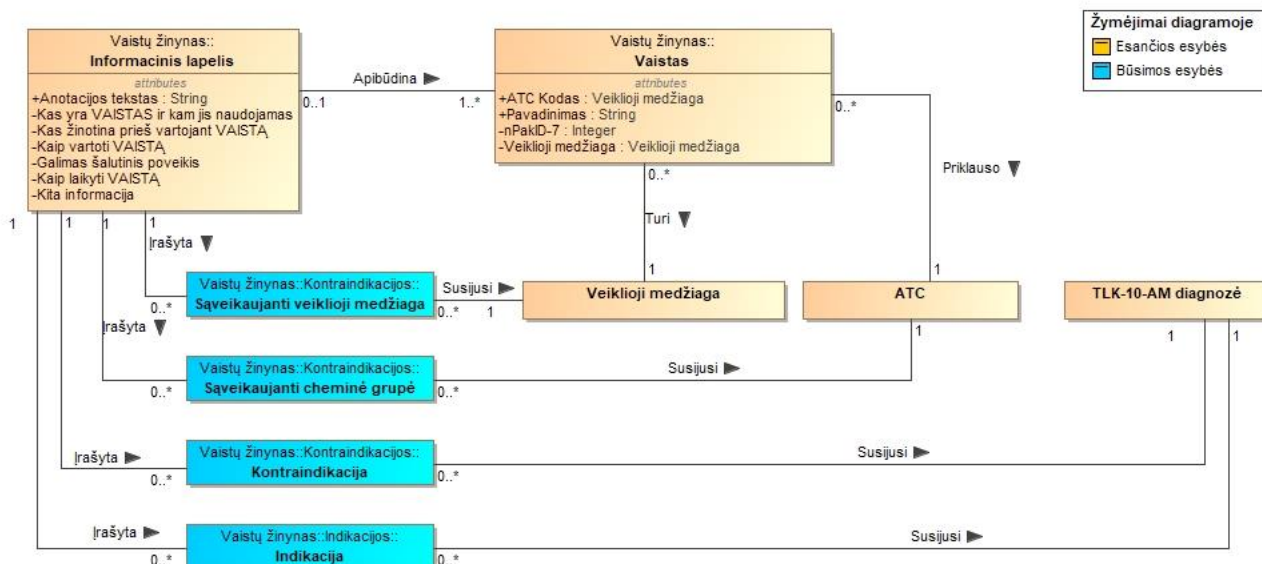 Vaistų žinynas::
Informacinis lapelis
attributes
+Anotacijos tekstas : String
-Kas yra VAISTAS ir kam jis naudojamas
-Kas žinotina prieš vartojant VAISTĄ
-Kaip vartoti VAISTĄ
-Galimas šalutinis poveikis
-Kaip laikyti VAISTĄ
-Kita informacija
Apibūdina
0..1
1..*
Vaistų žinynas::
Vaistas
attributes
+ATC Kodas : Veiklioji medžiaga
+Pavadinimas : String
-nPakID-7 : Integer
-Veiklioji medžiaga : Veiklioji medžiaga
0..*
Žymėjimai diagramoje
Esančios esybės
Būsimos esybės
0..*
Priklauso
Turi
1
1
1
1
1
1
Įrašyta
Vaistų žinynas::Kontraindikacijos::
Sąveikaujanti veiklioji medžiaga
0..*
Susijusi
0..*
1
Veiklioji medžiaga
ATC
TLK-10-AM diagnozė
Įrašyta
1
1
1
Vaistų žinynas::Kontraindikacijos::
Sąveikaujanti cheminė grupė
0..*
0..*
Susijusi
Įrašyta
Vaistų žinynas::Kontraindikacijos::
Kontraindikacija
0..*
0..*
Susijusi
Įrašyta
Vaistų žinynas::Indikacijos::
Indikacija
0..*
0..*
Susijusi